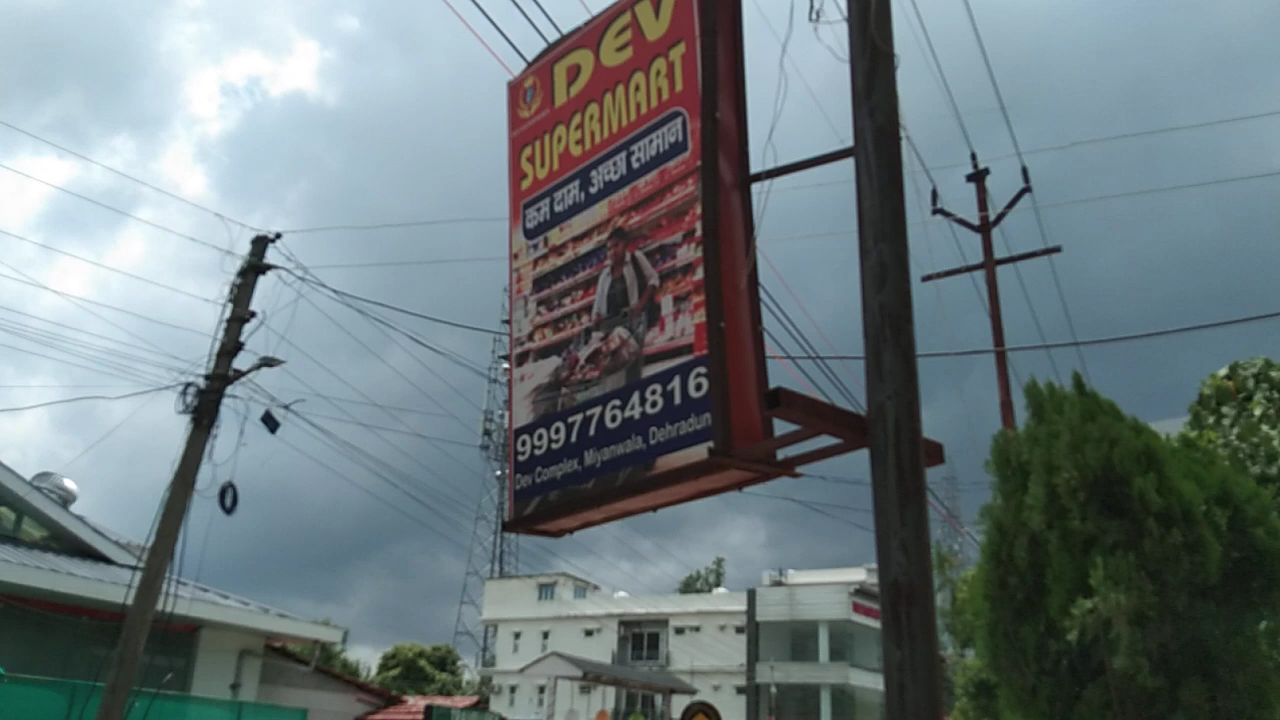 DEV
SUPERMART
कम दाम, अच्छा सामान
9997764816
Dev Complex, Miyanwala, Dehradun